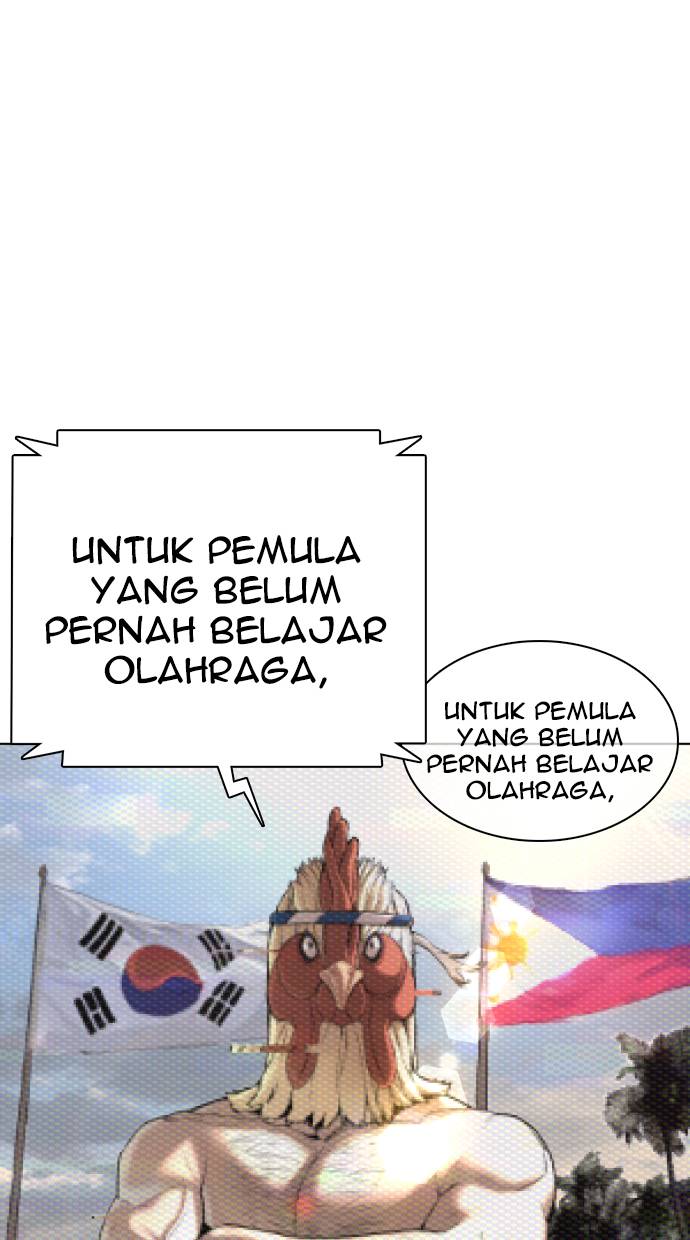 UNTUK PEMULA
YANG BELUM
PERNAH BELAJAR
OLAHRAGA,
UNTUK PEMULA
YANG BELUM
PERNAH BELAJAR
OLAHRAGA,